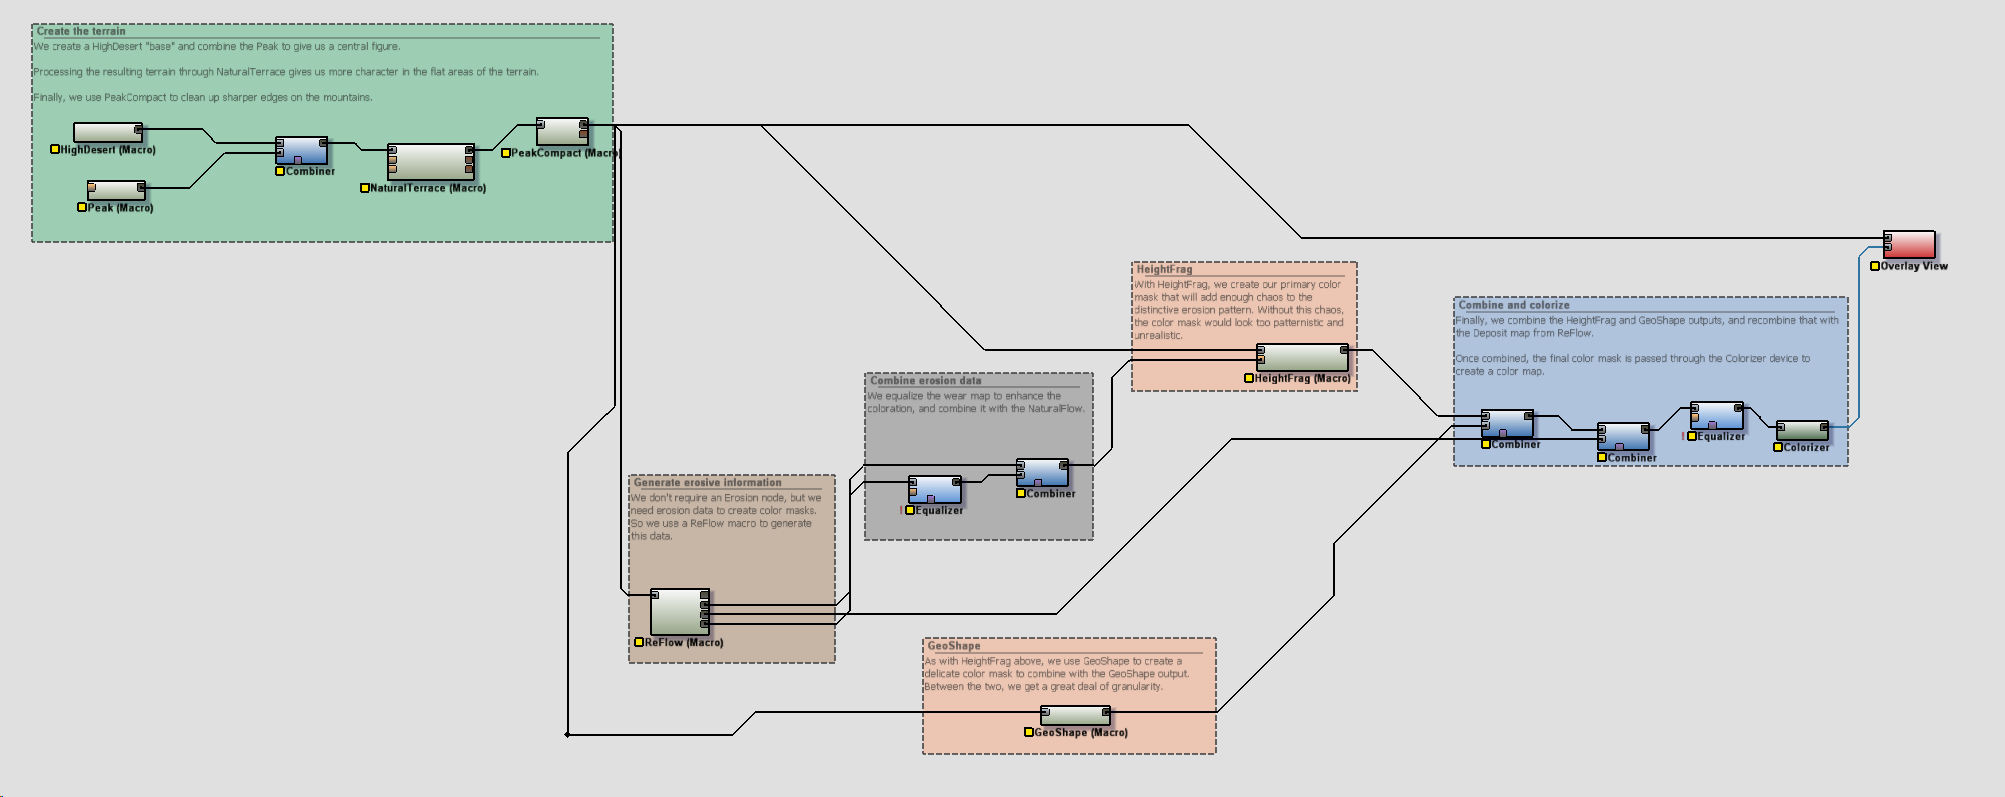 Create the terrain
We create a HighDesert "base" and combine the Peak to give us a central figure.
Processing the resulting terrain through NaturalTerrace gives us more character in the flat areas of the terrain.
Finally, we use PeakCompact to clean up sharper edges on the mountains.
HighDesert (Macro)
Peak (Macro)
Combiner
NaturalTerrace (Macro)
PeakCompact (Macro)
Generate erosive information
We don't require an Erosion node, but we
need erosion data to create color masks.
So we use a ReFlow macro to generate
this data.
ReFlow (Macro)
Combine erosion data
We equalize the wear map to enhance the
coloration, and combine it with the NaturalFlow.
! Equalizer
Combiner
HeightFrag
With HeightFrag, we create our primary color
mask that will add enough chaos to the
distinctive erosion pattern. Without this chaos,
the color mask would look too patternistic and
unrealistic.
HeightFrag (Macro)
GeoShape
As with HeightFrag above, we use GeoShape to create a
delicate color mask to combine with the GeoShape output.
Between the two, we get a great deal of granularity.
GeoShape (Macro)
Combine and colorize
Finally, we combine the HeightFrag and GeoShape outputs, and recombine that with
the Deposit map from ReFlow.
Once combined, the final color mask is passed through the Colorizer device to
create a color map.
Combiner
Combiner
! Equalizer
Colorizer
Overlay View